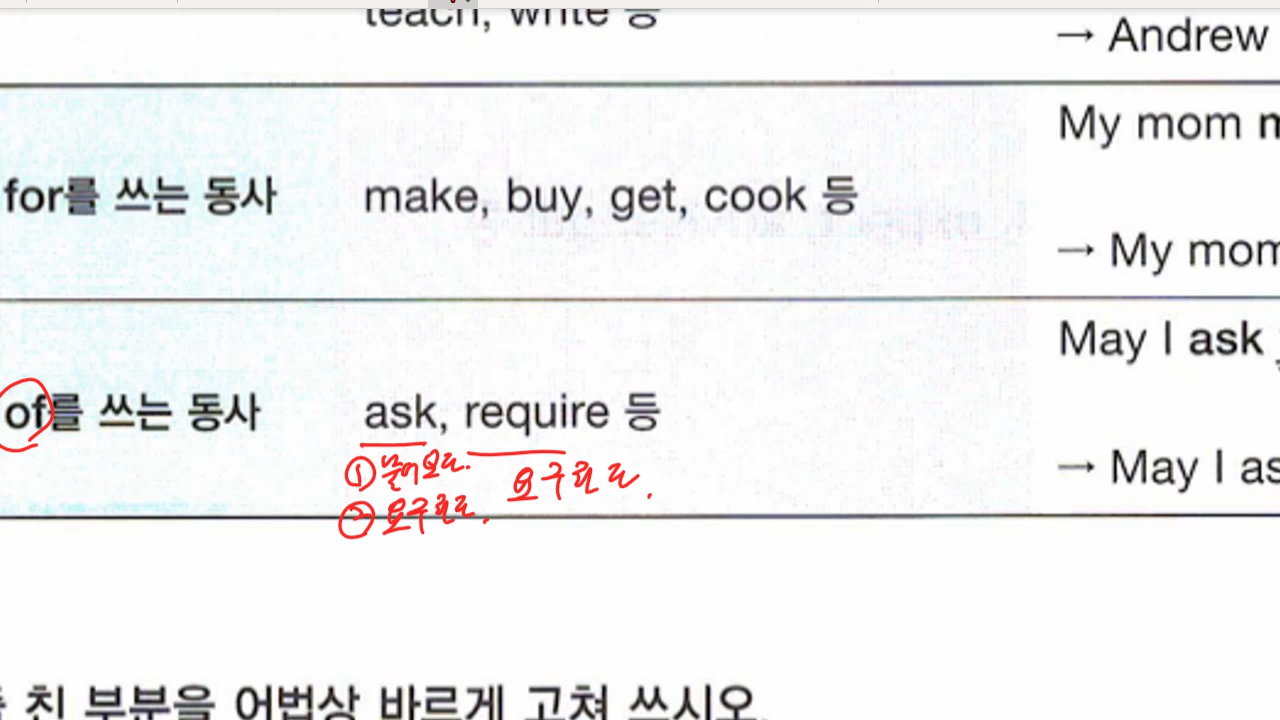 teach, write 등
→ Andrew
My mom m
for를 쓰는 동사 make, buy, get, cook 등
→ My mom
May I ask
of를 쓰는 동사 ask, require 등
→ May I as
① 물어보다.
요구하다.
② 요구하다.
친 부분을 어법상 바르게 고쳐 쓰시오.